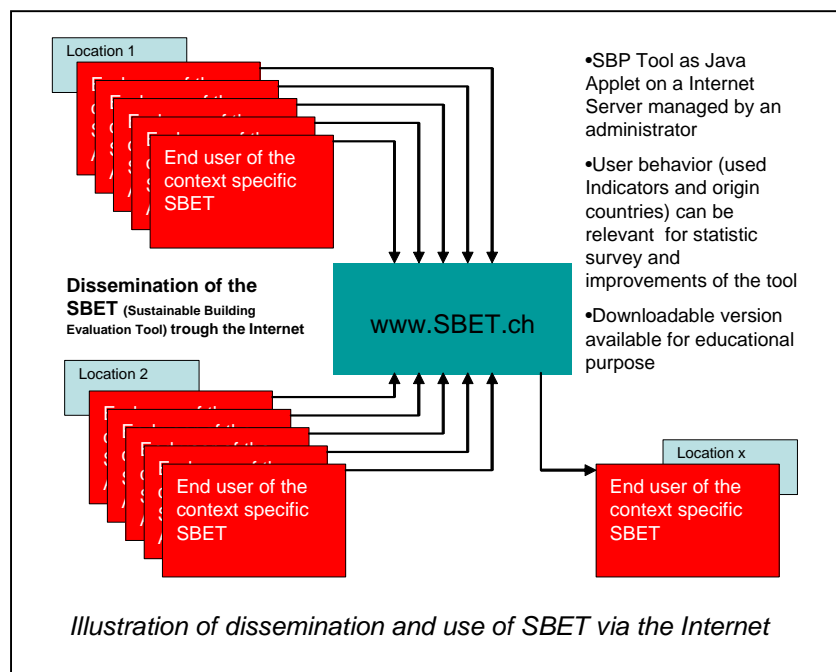 Location 1
End user of the
context specific
SBET
•SBP Tool as Java
Applet on a Internet
Server managed by an
administrator
•User behavior (used
Indicators and origin
countries) can be
relevant for statistic
survey and
improvements of the tool
•Downloadable version
available for educational
purpose
Dissemination of the
SBET (Sustainable Building
Evaluation Tool) trough the Internet
www.SBET.ch
Location 2
End user of the
context specific
SBET
Location x
End user of the
context specific
SBET
Illustration of dissemination and use of SBET via the Internet